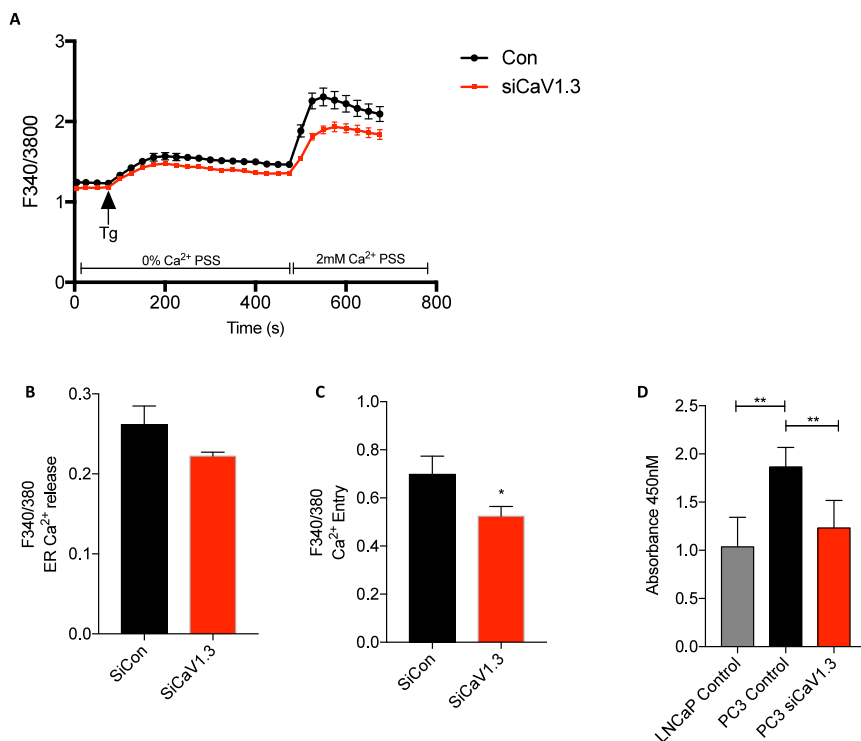 A
3
2
1
0
F340/3800
Con
siCaV1.3
Tg
0% Ca²⁺ PSS
2mM Ca²⁺ PSS
0
200
400
600
800
Time (s)
B
0.3
0.2
0.1
0.0
F340/380
ER Ca²⁺ release
SiCon
SiCaV1.3
C
1.0
0.8
0.6
0.4
0.2
0.0
F340/380
Ca²⁺ Entry
*
SiCon
SiCaV1.3
D
2.5
2.0
1.5
1.0
0.5
0.0
Absorbance 450nM
**
**
LNCaP Control
PC3 Control
PC3 siCaV1.3